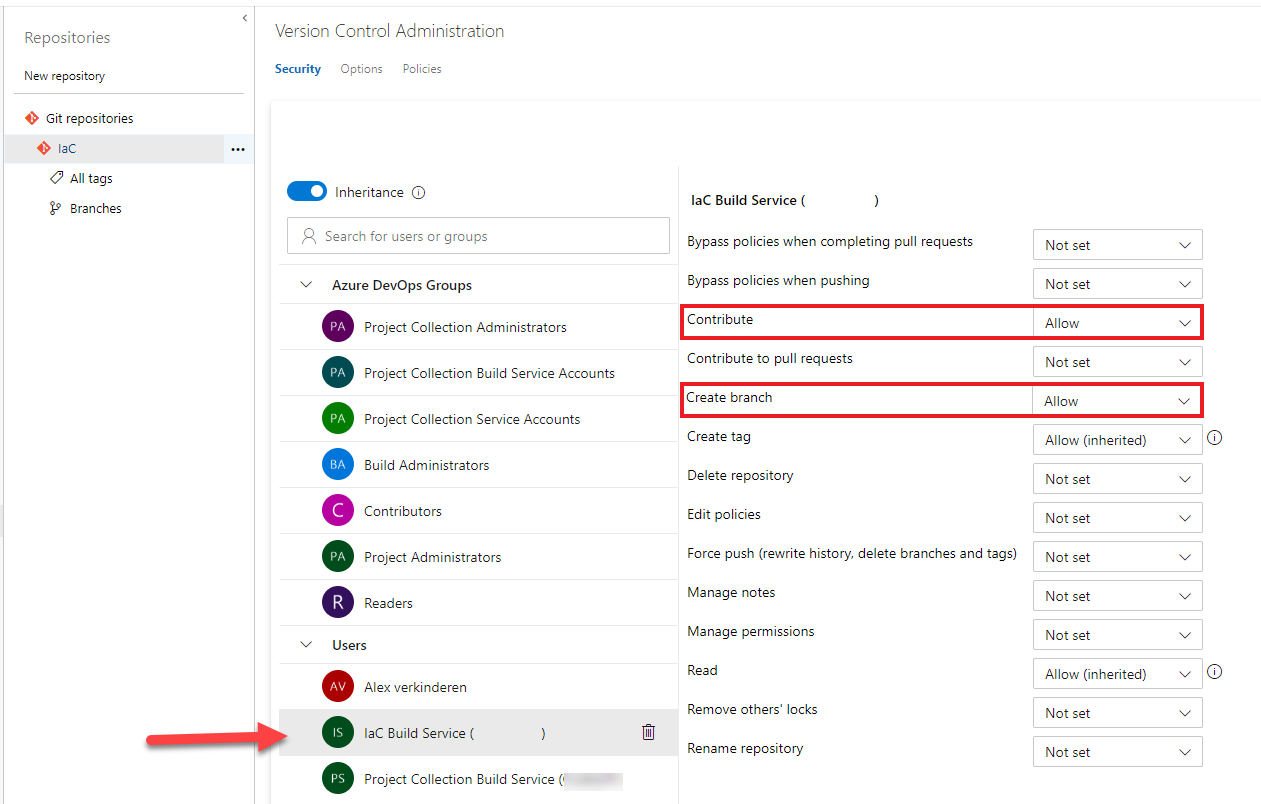 Repositories
New repository
Git repositories
IaC
All tags
Branches
Version Control Administration
Security Options Policies
Inheritance
Search for users or groups
Azure DevOps Groups
PA Project Collection Administrators
PA Project Collection Build Service Accounts
PA Project Collection Service Accounts
BA Build Administrators
C Contributors
PA Project Administrators
R Readers
Users
AV Alex verkinderen
IS IaC Build Service ( )
PS Project Collection Build Service (
IaC Build Service ( )
Bypass policies when completing pull requests Not set
Bypass policies when pushing Not set
Contribute Allow
Contribute to pull requests Not set
Create branch Allow
Create tag Allow (inherited)
Delete repository Not set
Edit policies Not set
Force push (rewrite history, delete branches and tags) Not set
Manage notes Not set
Manage permissions Not set
Read Allow (inherited)
Remove others' locks Not set
Rename repository Not set